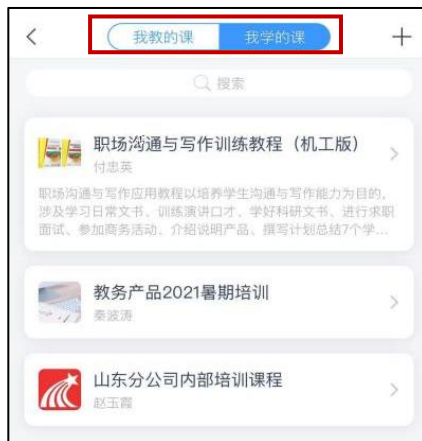 我教的课 我学的课
搜索
职场沟通与写作训练教程（机工版）
付忠英
职场沟通与写作应用教程以培养学生沟通与写作能力为目的，
涉及学习日常文书、训练演讲口才、学好科研文书、进行求职
面试、参加商务活动、介绍说明产品、撰写计划总结7个学...
教务产品2021暑期培训
秦波涛
山东分公司内部培训课程
赵玉霞